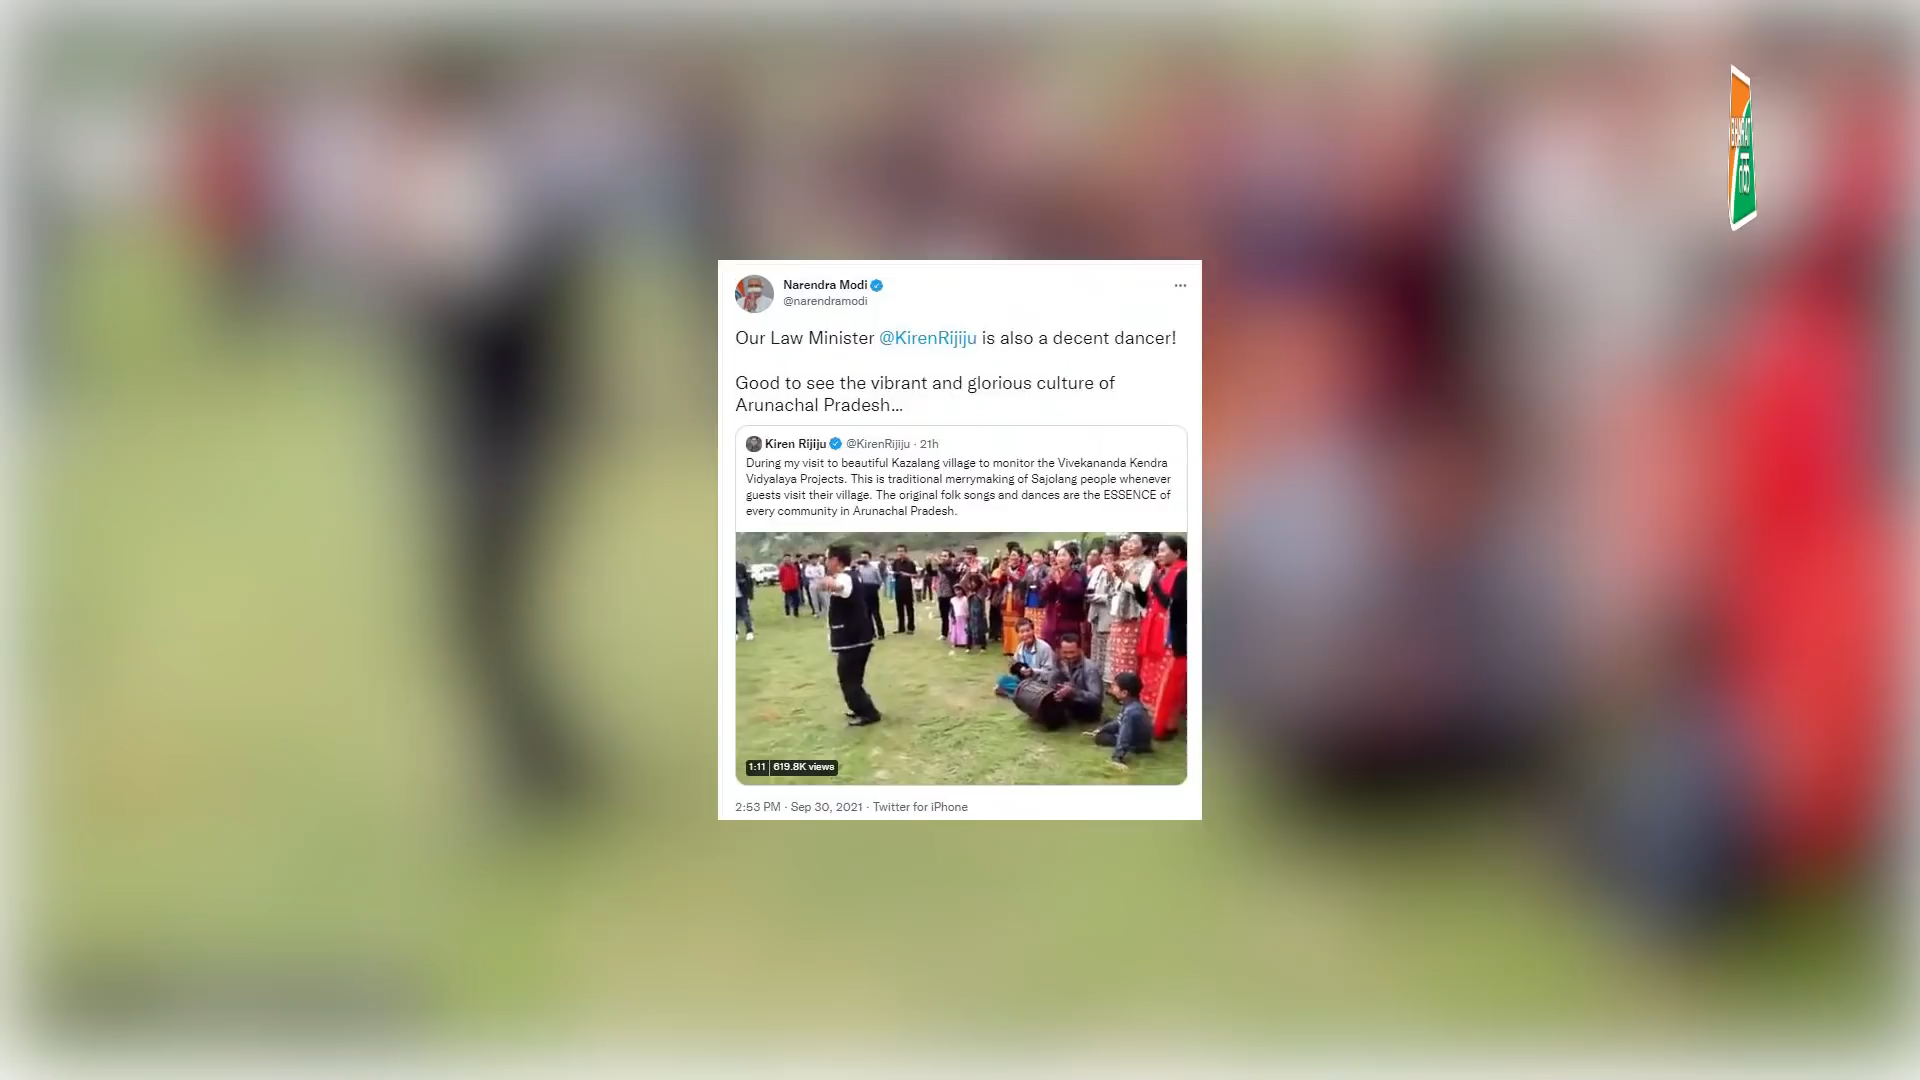 BHARAT
तक
Narendra Modi
@narendramodi
Our Law Minister @KirenRijiju is also a decent dancer!
Good to see the vibrant and glorious culture of
Arunachal Pradesh...
Kiren Rijiju @KirenRijiju · 21h
During my visit to beautiful Kazalang village to monitor the Vivekananda Kendra
Vidyalaya Projects. This is traditional merrymaking of Sajolang people whenever
guests visit their village. The original folk songs and dances are the ESSENCE of
every community in Arunachal Pradesh.
1:11 619.8K views
2:53 PM · Sep 30, 2021 · Twitter for iPhone